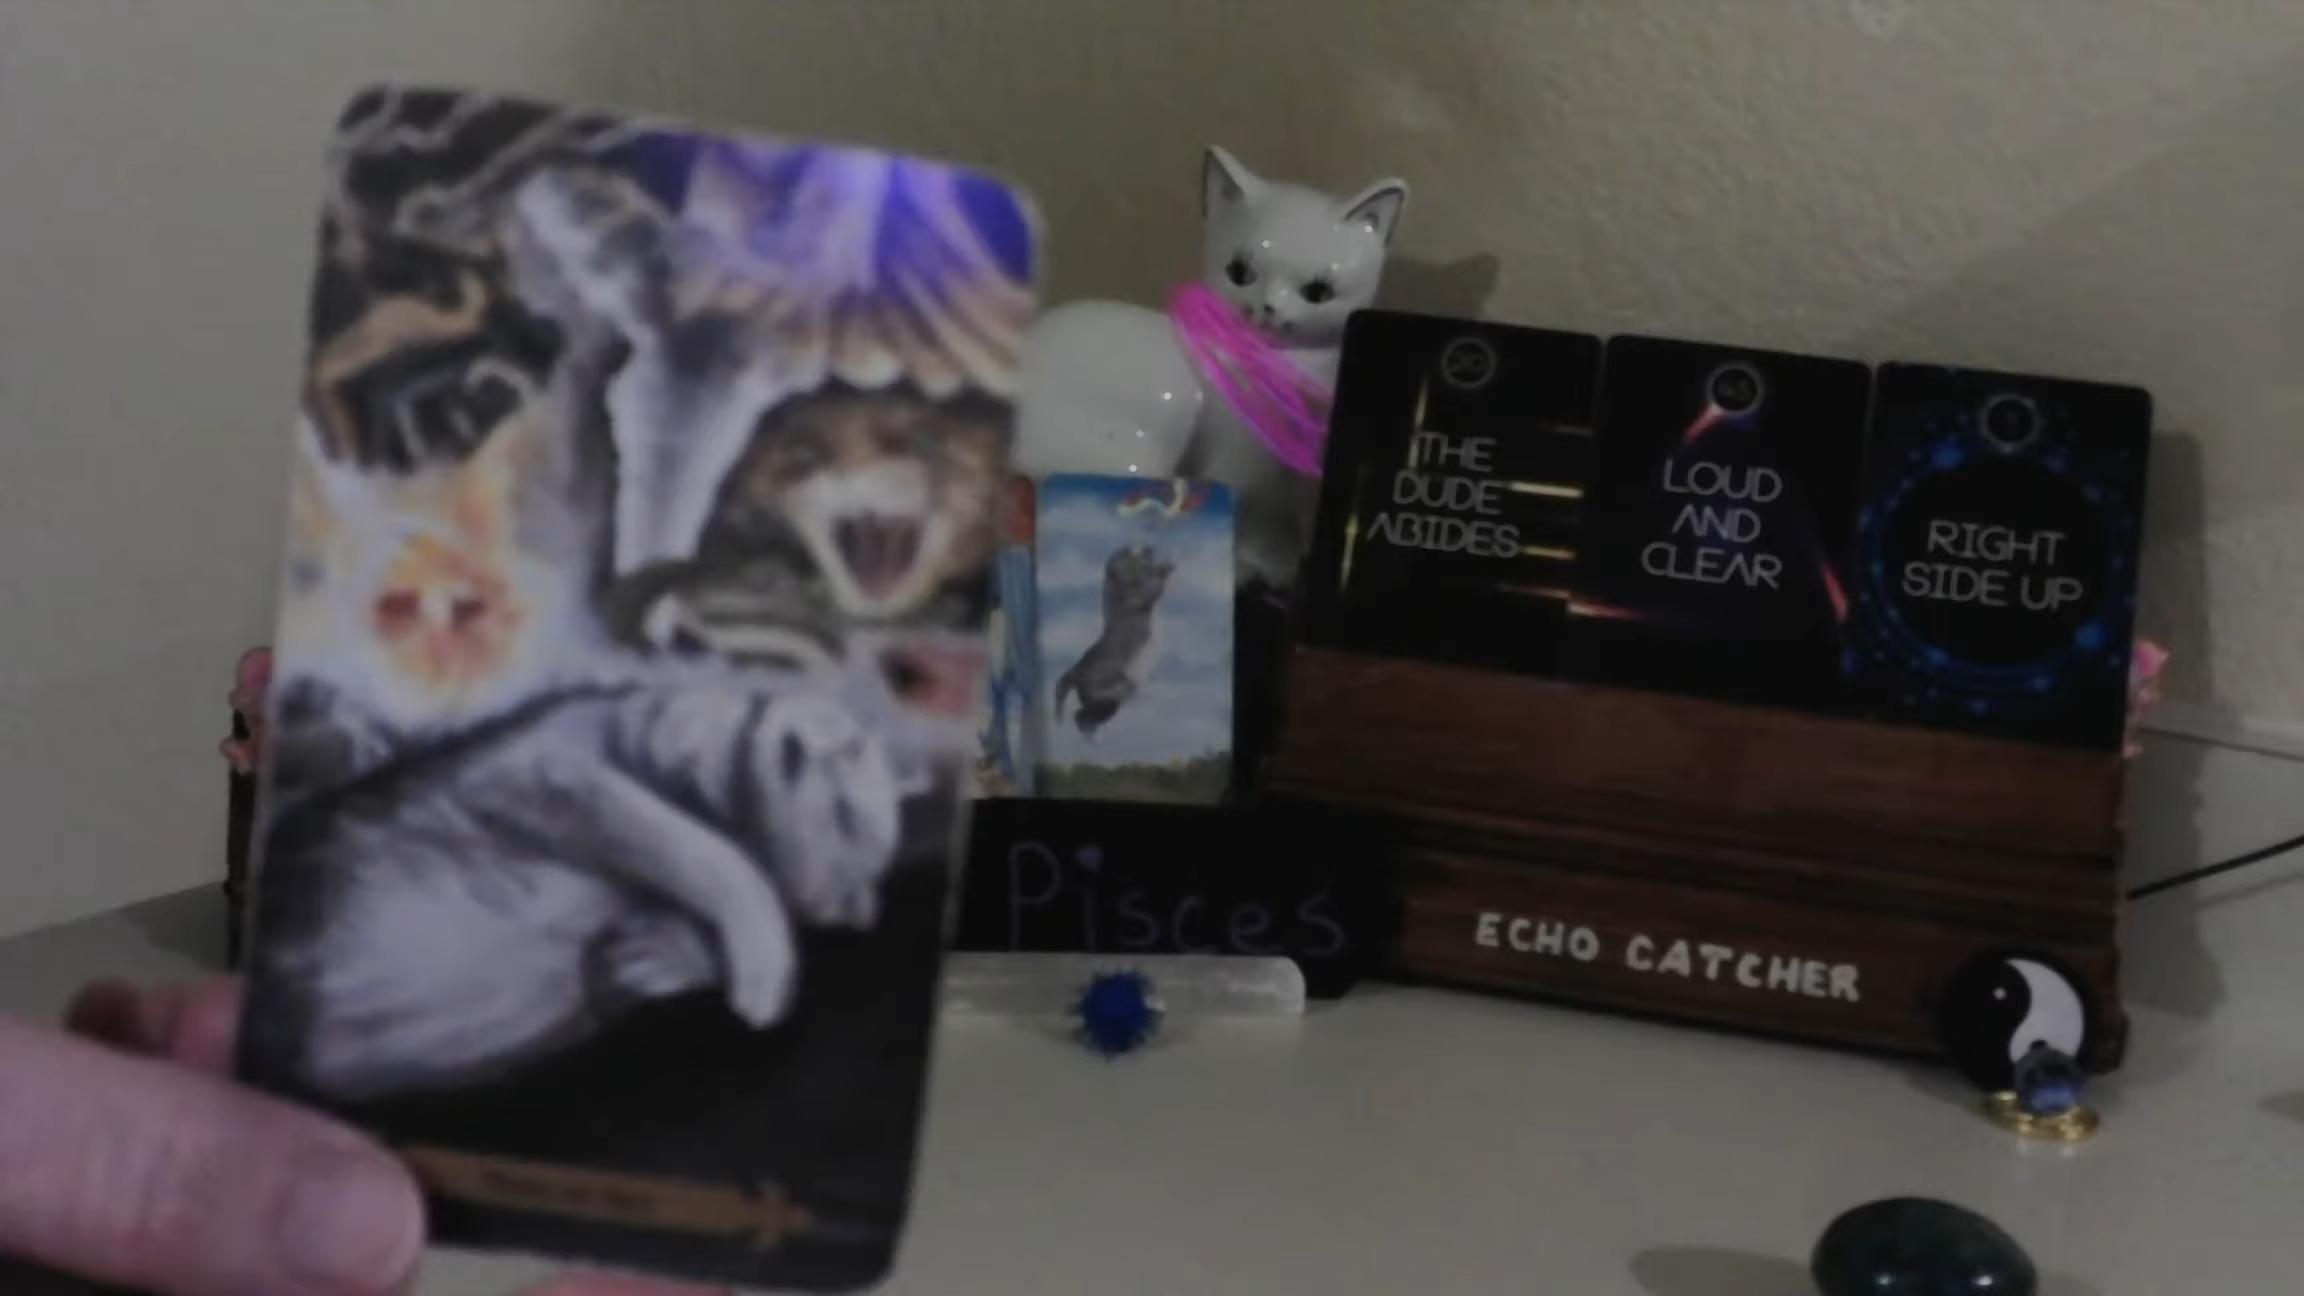 THE
DUDE
ABIDES
LOUD
AND
CLEAR
RIGHT
SIDE UP
Pisces
ECHO CATCHER